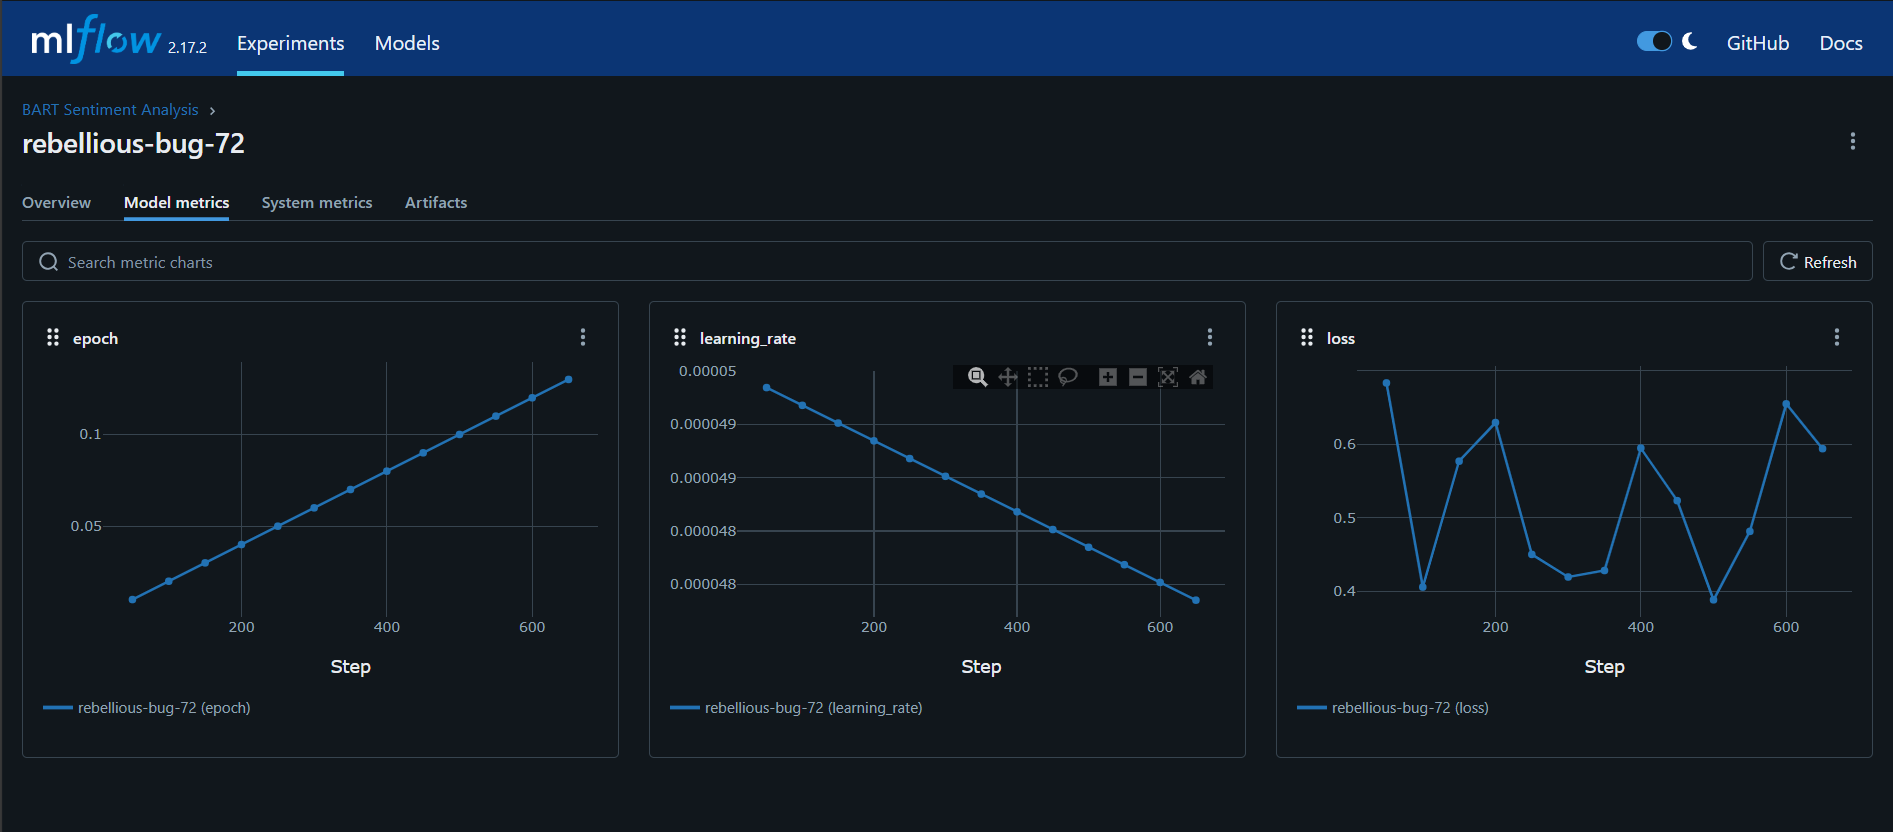 mlflow 2.17.2 Experiments Models GitHub Docs
BART Sentiment Analysis ›
rebellious-bug-72
Overview Model metrics System metrics Artifacts
Search metric charts Refresh
epoch
0.1
0.05
200 400 600
Step
rebellious-bug-72 (epoch)
learning_rate
0.00005
0.000049
0.000049
0.000048
0.000048
200 400 600
Step
rebellious-bug-72 (learning_rate)
loss
0.6
0.5
0.4
200 400 600
Step
rebellious-bug-72 (loss)